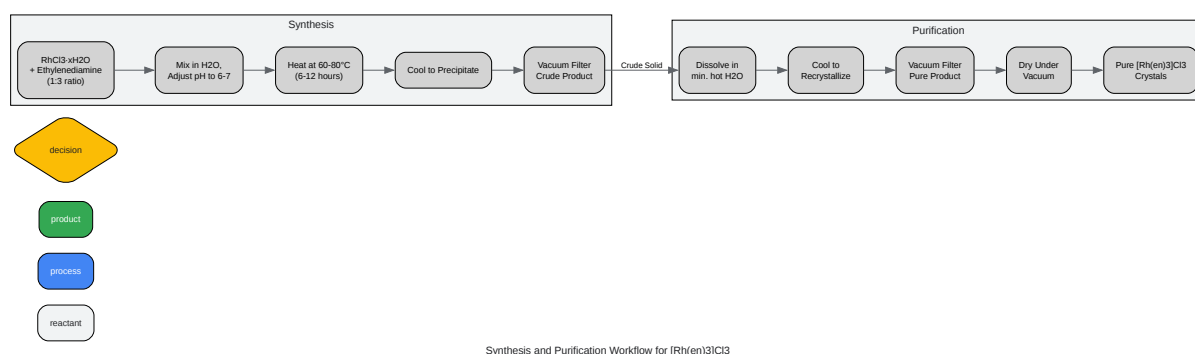 Synthesis
RhCl3·xH2O
+ Ethylenediamine
(1:3 ratio)
Mix in H2O,
Adjust pH to 6-7
Heat at 60-80°C
(6-12 hours)
Cool to Precipitate
Vacuum Filter
Crude Product
Crude Solid
Purification
Dissolve in
min. hot H2O
Cool to
Recrystallize
Vacuum Filter
Pure Product
Dry Under
Vacuum
Pure [Rh(en)3]Cl3
Crystals
decision
product
process
reactant
Synthesis and Purification Workflow for [Rh(en)3]Cl3